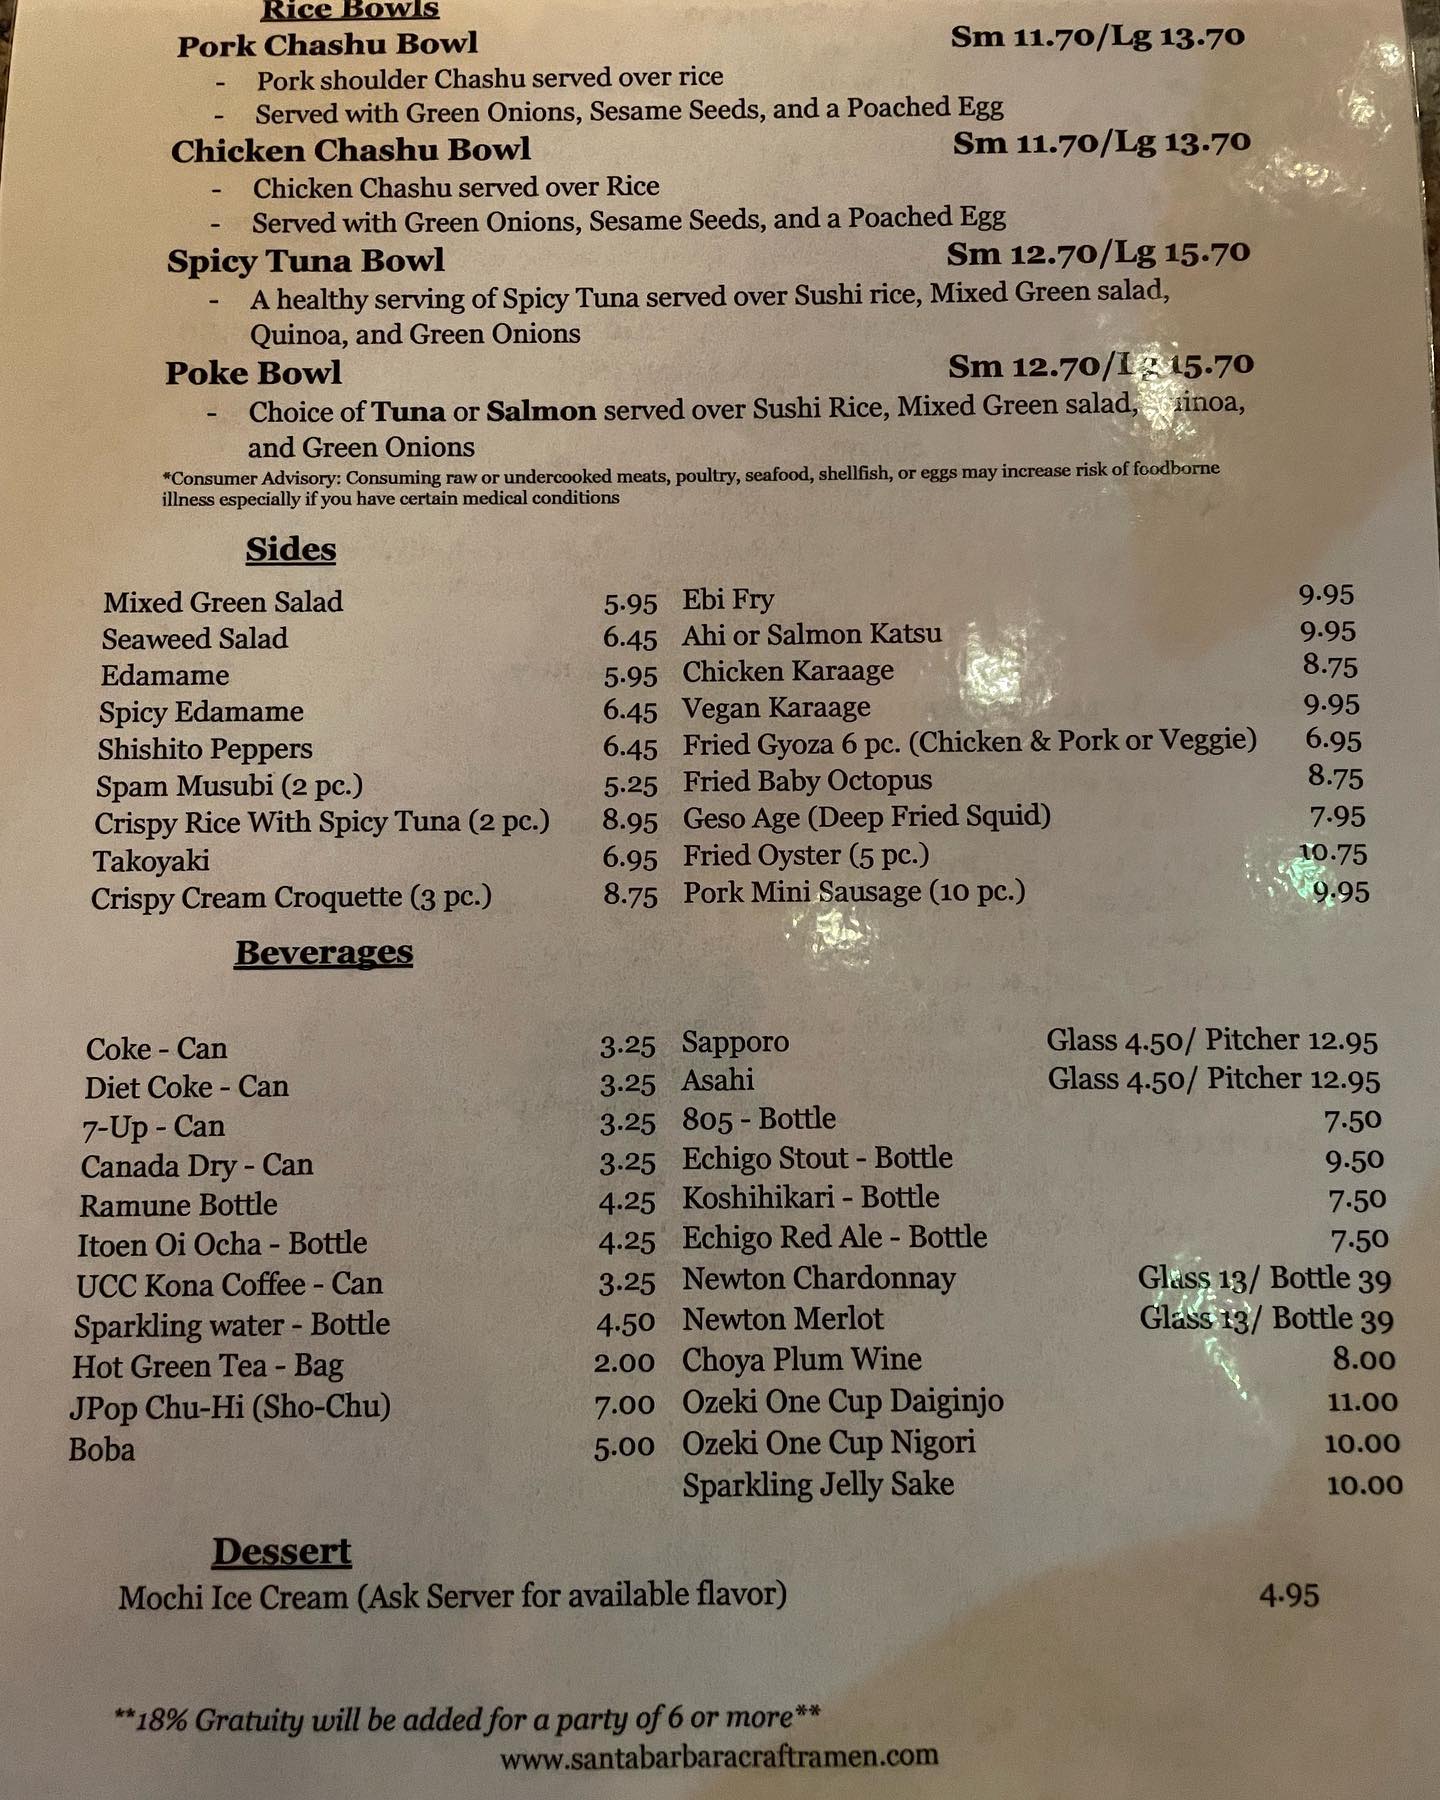 Rice Bowls
Pork Chashu Bowl Sm 11.70/Lg 13.70
- Pork shoulder Chashu served over rice
- Served with Green Onions, Sesame Seeds, and a Poached Egg
Chicken Chashu Bowl Sm 11.70/Lg 13.70
- Chicken Chashu served over Rice
- Served with Green Onions, Sesame Seeds, and a Poached Egg
Spicy Tuna Bowl Sm 12.70/Lg 15.70
- A healthy serving of Spicy Tuna served over Sushi rice, Mixed Green salad,
Quinoa, and Green Onions
Poke Bowl Sm 12.70/Lg 15.70
- Choice of Tuna or Salmon served over Sushi Rice, Mixed Green salad, Quinoa,
and Green Onions
*Consumer Advisory: Consuming raw or undercooked meats, poultry, seafood, shellfish, or eggs may increase risk of foodborne
illness especially if you have certain medical conditions
Sides
Mixed Green Salad 5.95 Ebi Fry 9.95
Seaweed Salad 6.45 Ahi or Salmon Katsu 9.95
Edamame 5.95 Chicken Karaage 8.75
Spicy Edamame 6.45 Vegan Karaage 9.95
Shishito Peppers 6.45 Fried Gyoza 6 pc. (Chicken & Pork or Veggie) 6.95
Spam Musubi (2 pc.) 5.25 Fried Baby Octopus 8.75
Crispy Rice With Spicy Tuna (2 pc.) 8.95 Geso Age (Deep Fried Squid) 7.95
Takoyaki 6.95 Fried Oyster (5 pc.) 10.75
Crispy Cream Croquette (3 pc.) 8.75 Pork Mini Sausage (10 pc.) 9.95
Beverages
Coke - Can 3.25 Sapporo Glass 4.50/ Pitcher 12.95
Diet Coke - Can 3.25 Asahi Glass 4.50/ Pitcher 12.95
7-Up - Can 3.25 805 - Bottle 7.50
Canada Dry - Can 3.25 Echigo Stout - Bottle 9.50
Ramune Bottle 4.25 Koshihikari - Bottle 7.50
Itoen Oi Ocha - Bottle 4.25 Echigo Red Ale - Bottle 7.50
UCC Kona Coffee - Can 3.25 Newton Chardonnay Glass 13/ Bottle 39
Sparkling water - Bottle 4.50 Newton Merlot Glass 13/ Bottle 39
Hot Green Tea - Bag 2.00 Choya Plum Wine 8.00
JPop Chu-Hi (Sho-Chu) 7.00 Ozeki One Cup Daiginjo 11.00
Boba 5.00 Ozeki One Cup Nigori 10.00
Sparkling Jelly Sake 10.00
Dessert
Mochi Ice Cream (Ask Server for available flavor) 4.95
**18% Gratuity will be added for a party of 6 or more**
www.santabarbaracraftramen.com